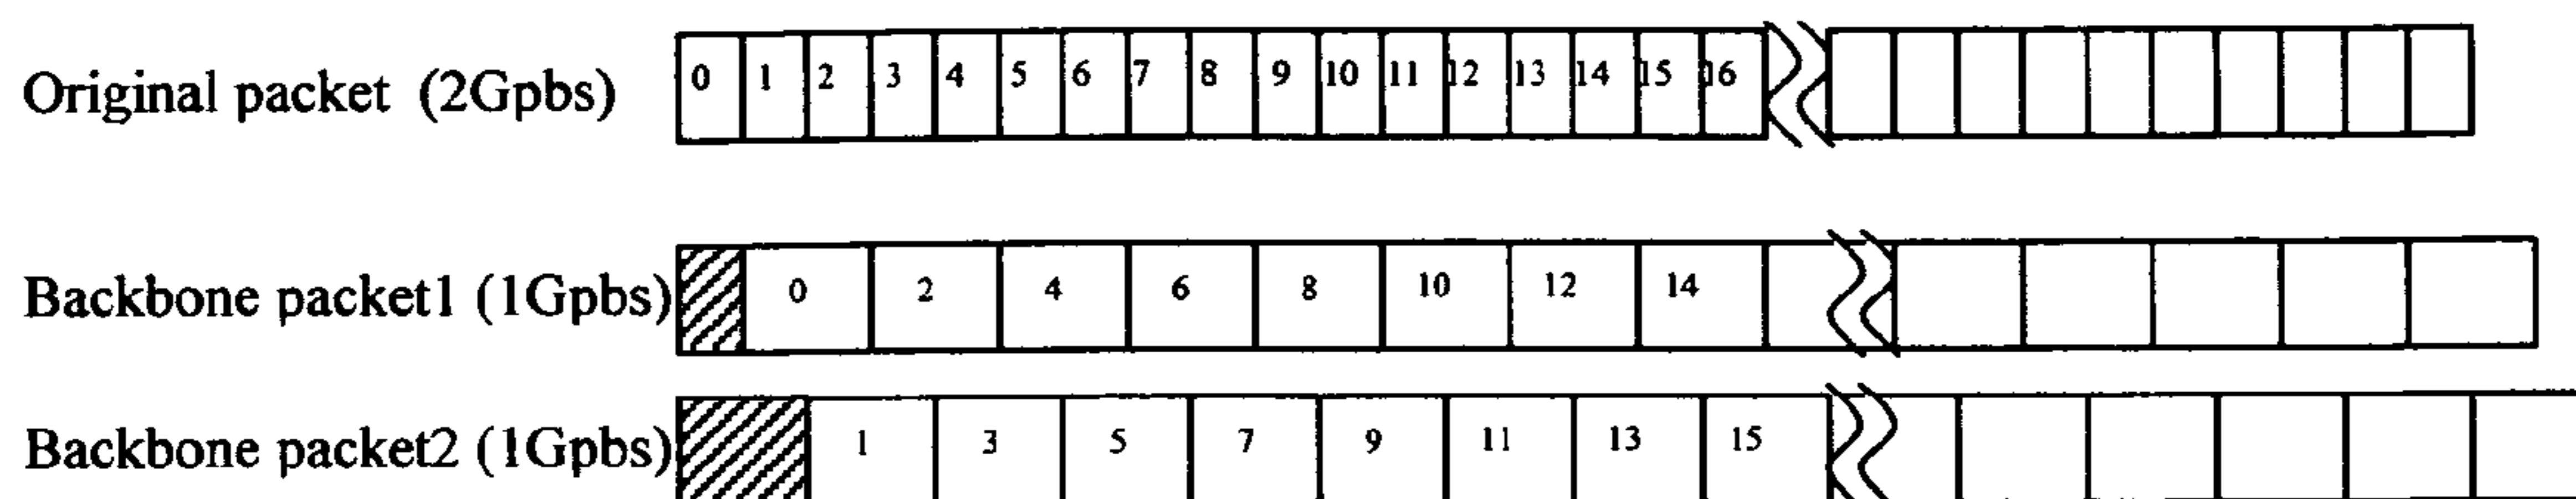 Original packet (2Gpbs) 0 1 2 3 4 5 6 7 8 9 10 11 12 13 14 15 16
Backbone packet1 (1Gpbs) 0 2 4 6 8 10 12 14
Backbone packet2 (1Gpbs) 1 3 5 7 9 11 13 15